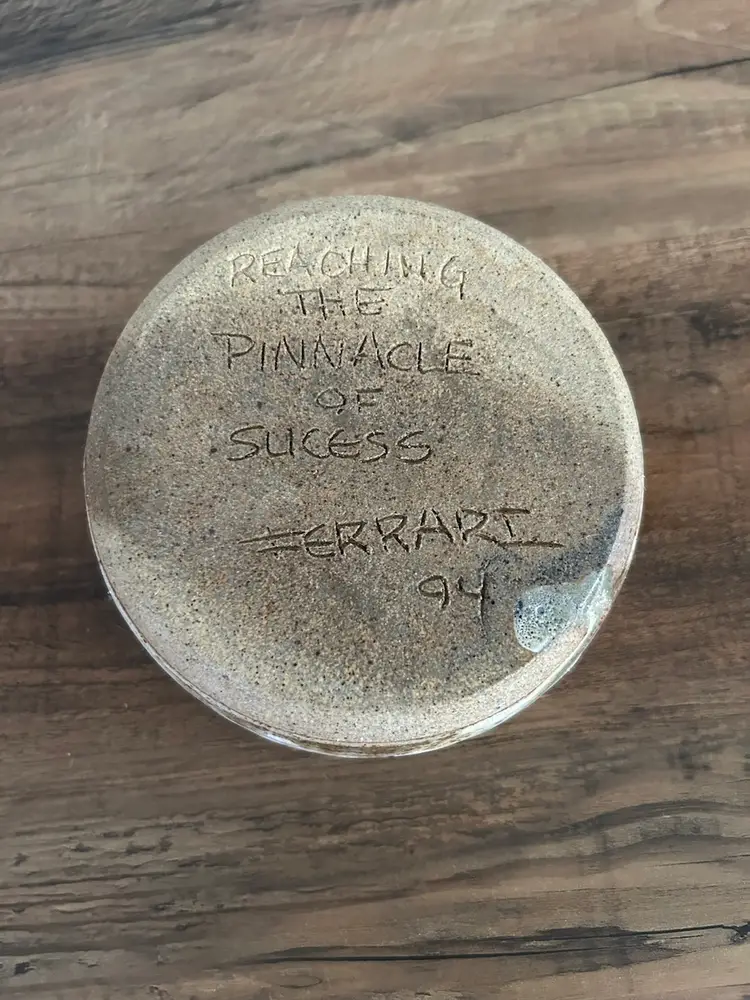 REACHING
THE
PINNACLE
OF
SUCESS
FERRARI
94